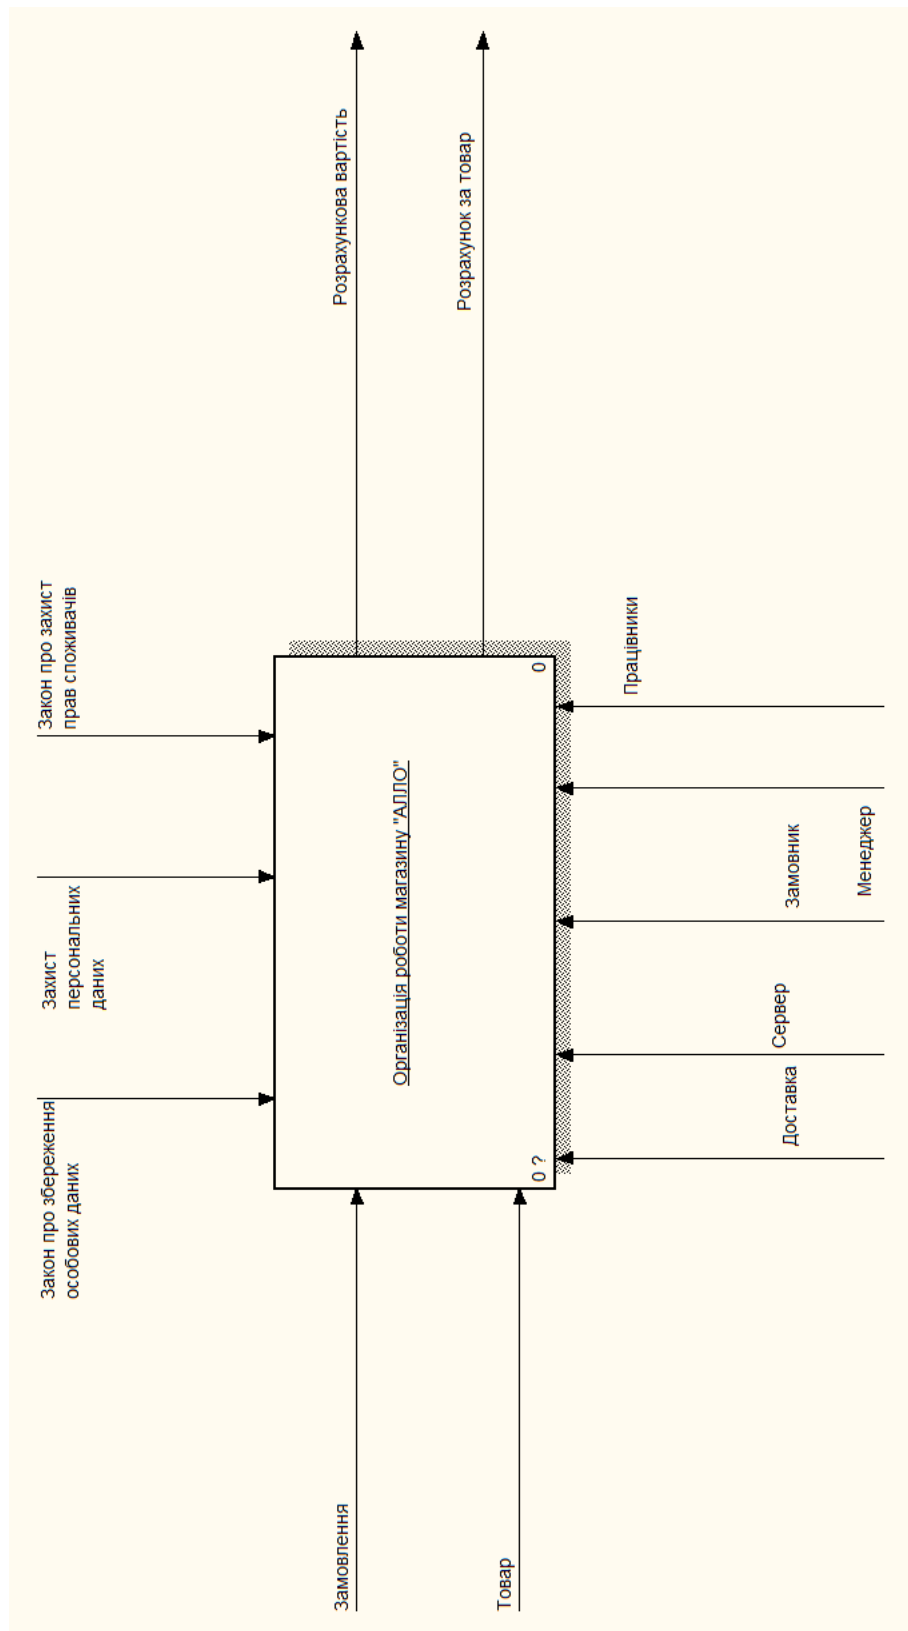 Закон про збереження
особових даних
Захист
персональних
даних
Закон про захист
прав споживачів
Замовлення
Товар
Організація роботи магазину "АЛЛО"
0 ?
0
Розрахункова вартість
Розрахунок за товар
Доставка
Сервер
Замовник
Менеджер
Працівники